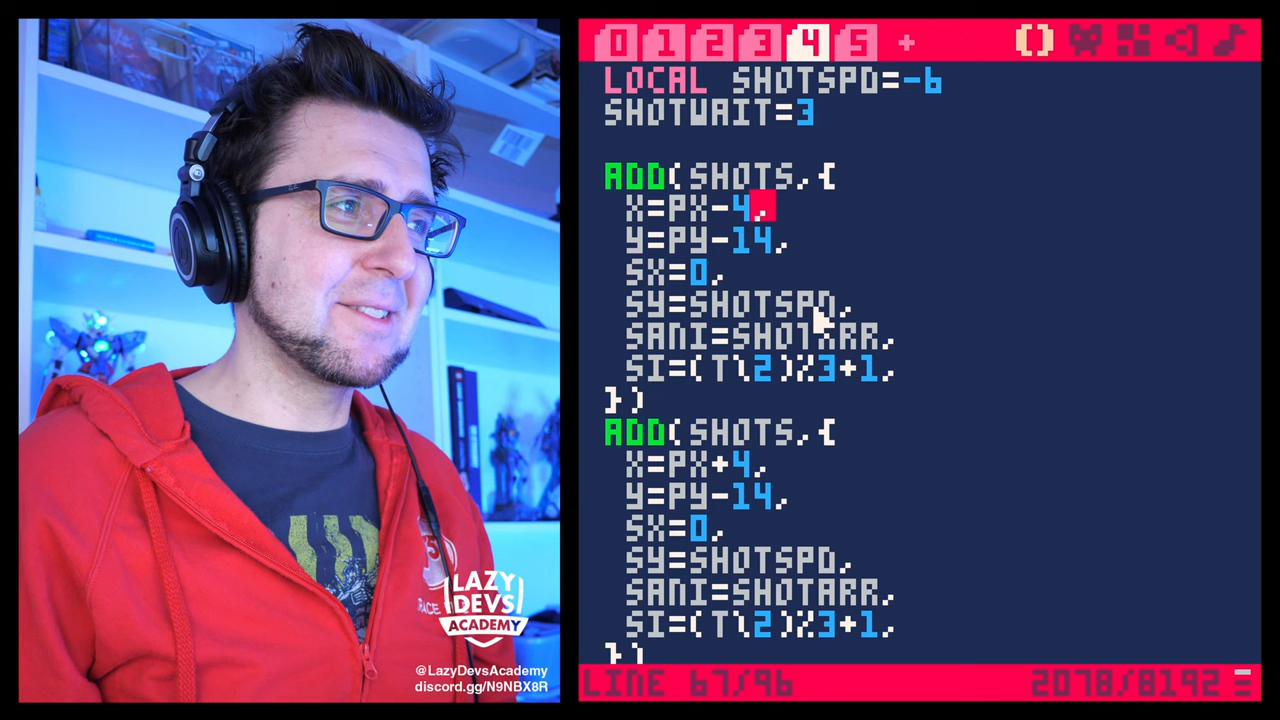 0 1 2 3 4 5 + ()
LOCAL SHOTSPD=-6
SHOTWAIT=3
ADD(SHOTS,{
X=PX-4,
Y=PY-14,
SX=0,
SY=SHOTSPD,
SANI=SHOTARR,
SI=(T\2)%3+1,
})
ADD(SHOTS,{
X=PX+4,
Y=PY-14,
SX=0,
SY=SHOTSPD,
SANI=SHOTARR,
SI=(T\2)%3+1,
})
LINE 67/96 2078/8192
LAZY
DEVS
ACADEMY
@LazyDevsAcademy
discord.gg/N9NBX8R